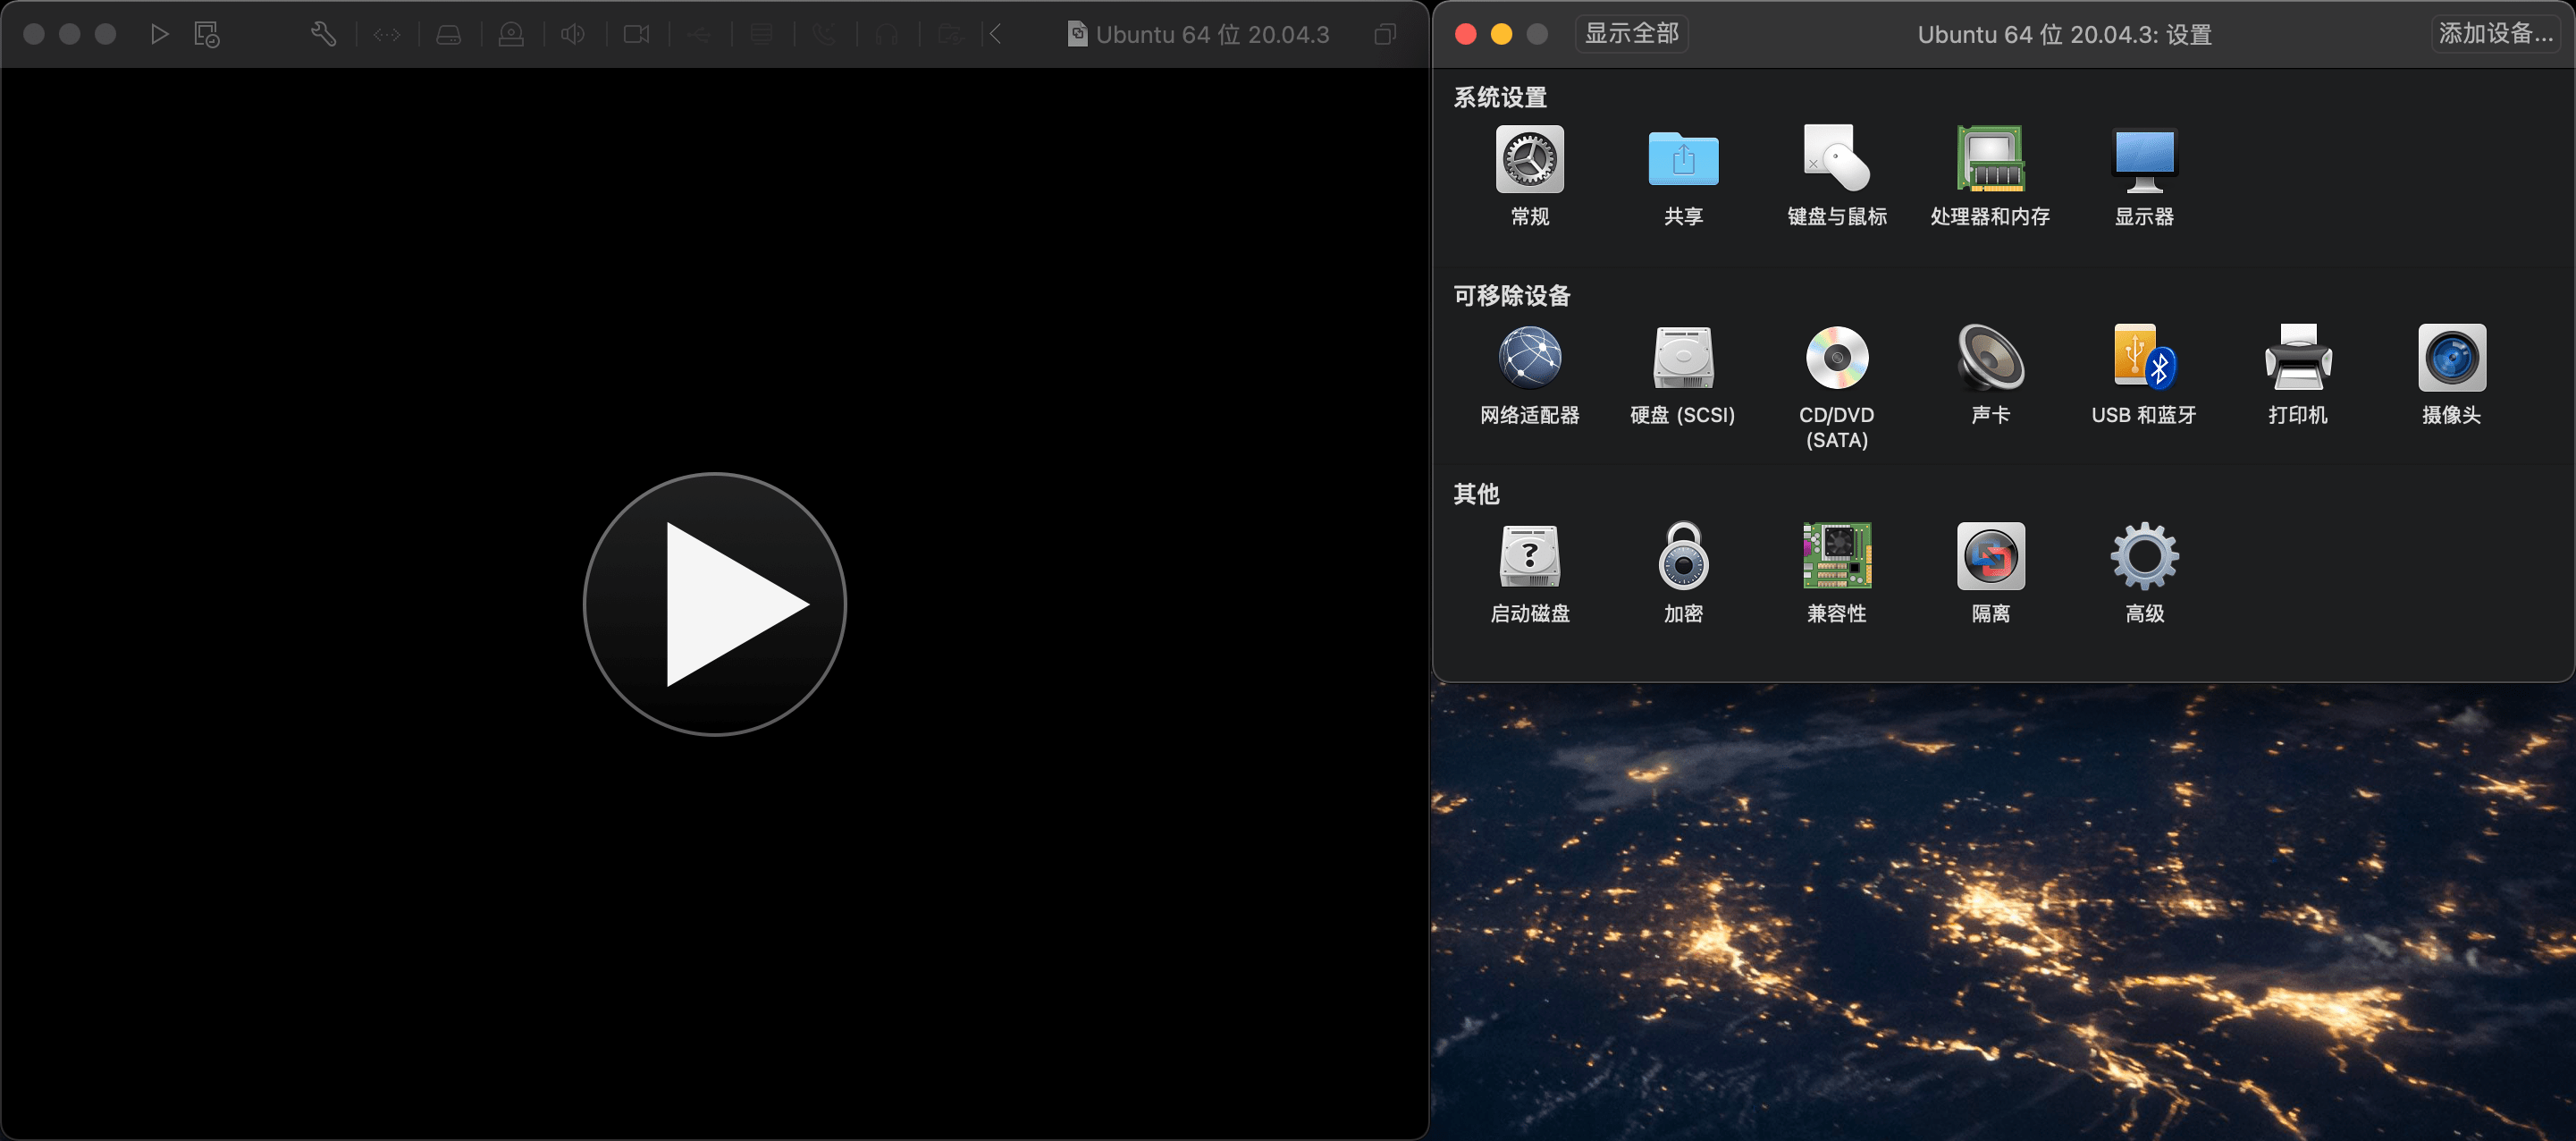 Ubuntu 64 位 20.04.3
显示全部
Ubuntu 64 位 20.04.3: 设置
添加设备...
系统设置
常规
共享
键盘与鼠标
处理器和内存
显示器
可移除设备
网络适配器
硬盘 (SCSI)
CD/DVD
(SATA)
声卡
USB 和蓝牙
打印机
摄像头
其他
启动磁盘
加密
兼容性
隔离
高级